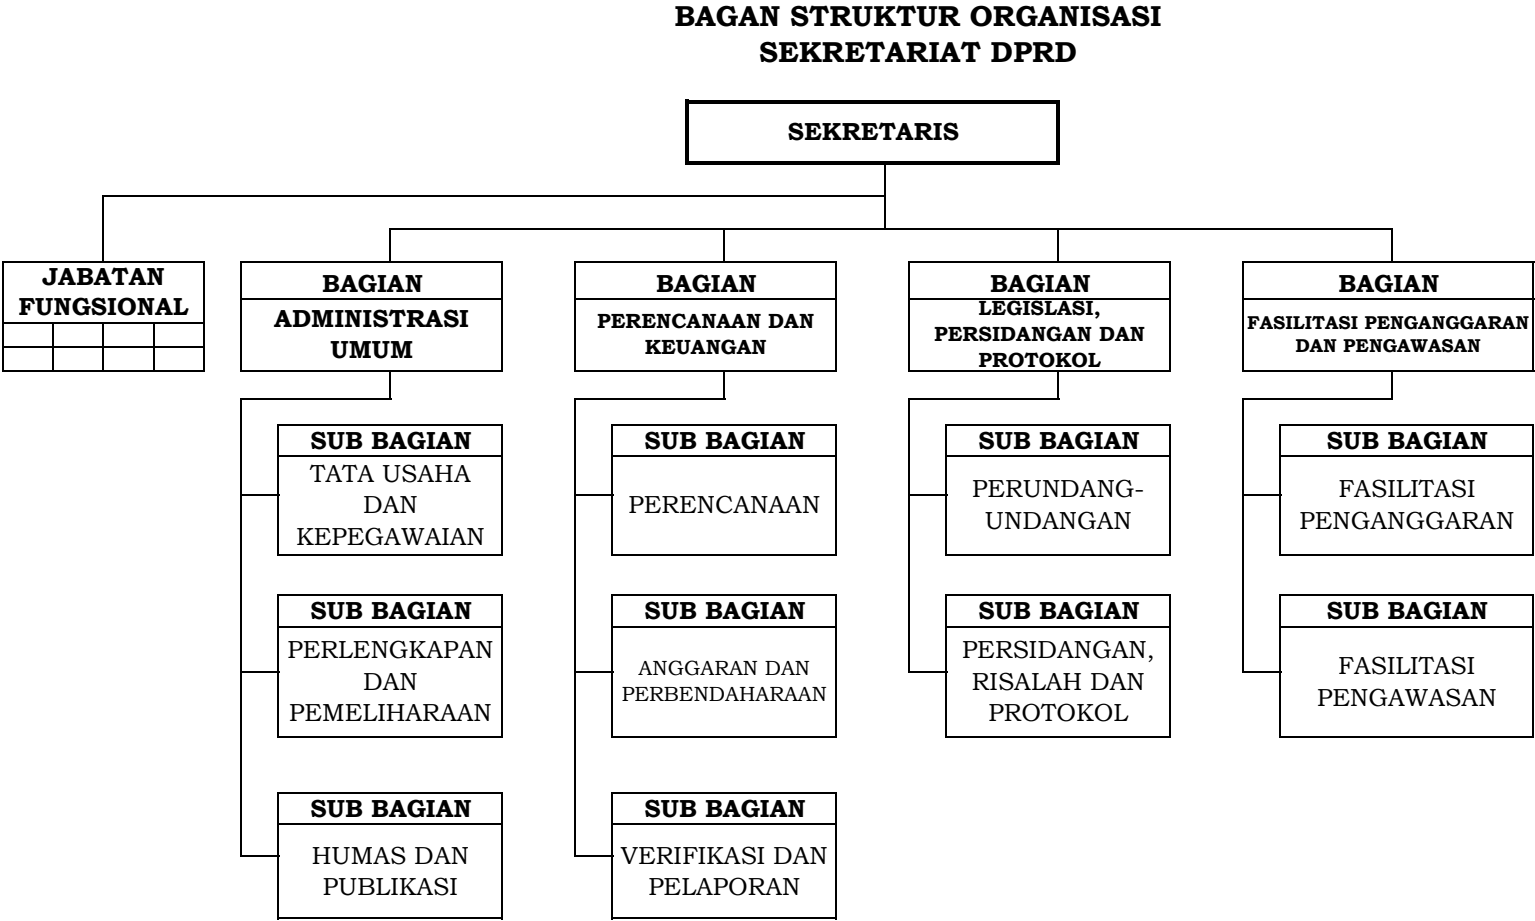 BAGAN STRUKTUR ORGANISASI
SEKRETARIAT DPRD
SEKRETARIS
JABATAN
FUNGSIONAL
BAGIAN
ADMINISTRASI
UMUM
BAGIAN
PERENCANAAN DAN
KEUANGAN
BAGIAN
LEGISLASI,
PERSIDANGAN DAN
PROTOKOL
BAGIAN
FASILITASI PENGANGGARAN
DAN PENGAWASAN
SUB BAGIAN
TATA USAHA
DAN
KEPEGAWAIAN
SUB BAGIAN
PERENCANAAN
SUB BAGIAN
PERUNDANG-
UNDANGAN
SUB BAGIAN
FASILITASI
PENGANGGARAN
SUB BAGIAN
PERLENGKAPAN
DAN
PEMELIHARAAN
SUB BAGIAN
ANGGARAN DAN
PERBENDAHARAAN
SUB BAGIAN
PERSIDANGAN,
RISALAH DAN
PROTOKOL
SUB BAGIAN
FASILITASI
PENGAWASAN
SUB BAGIAN
HUMAS DAN
PUBLIKASI
SUB BAGIAN
VERIFIKASI DAN
PELAPORAN